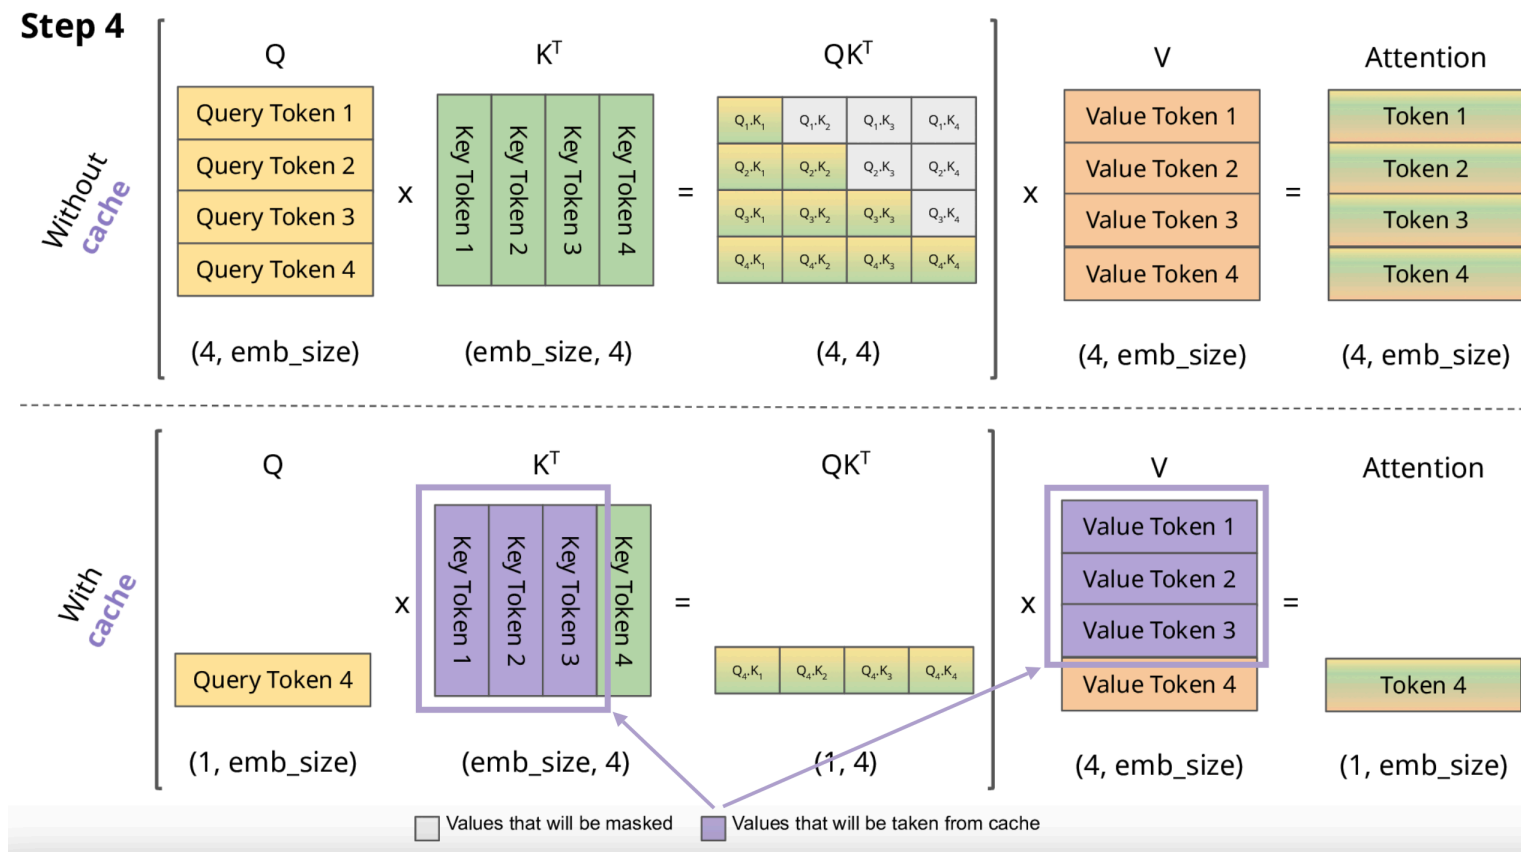 Step 4
Without
cache
Q
K^T
QK^T
V
Attention
Query Token 1
Query Token 2
Query Token 3
Query Token 4
x
Key Token 1
Key Token 2
Key Token 3
Key Token 4
=
Q₁.K₁ Q₁.K₂ Q₁.K₃ Q₁.K₄
Q₂.K₁ Q₂.K₂ Q₂.K₃ Q₂.K₄
Q₃.K₁ Q₃.K₂ Q₃.K₃ Q₃.K₄
Q₄.K₁ Q₄.K₂ Q₄.K₃ Q₄.K₄
x
Value Token 1
Value Token 2
Value Token 3
Value Token 4
=
Token 1
Token 2
Token 3
Token 4
(4, emb_size)
(emb_size, 4)
(4, 4)
(4, emb_size)
(4, emb_size)
With
cache
Q
K^T
QK^T
V
Attention
Query Token 4
x
Key Token 1
Key Token 2
Key Token 3
Key Token 4
=
Q₄.K₁ Q₄.K₂ Q₄.K₃ Q₄.K₄
x
Value Token 1
Value Token 2
Value Token 3
Value Token 4
=
Token 4
(1, emb_size)
(emb_size, 4)
(1, 4)
(4, emb_size)
(1, emb_size)
Values that will be masked
Values that will be taken from cache